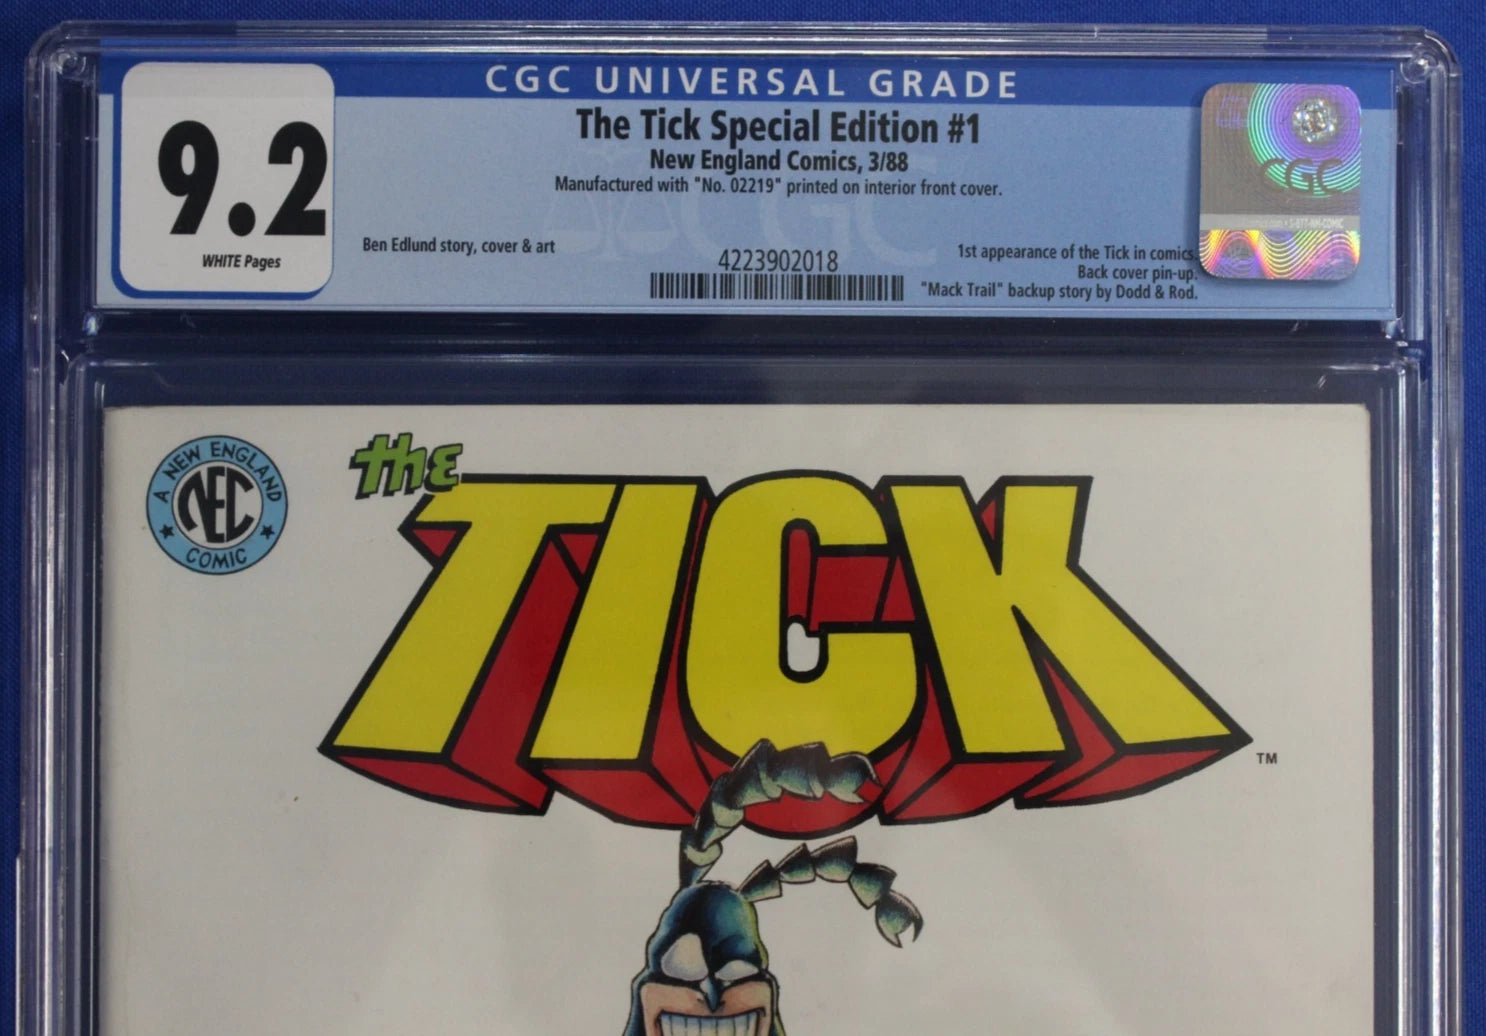 CGC UNIVERSAL GRADE
9.2
WHITE Pages
The Tick Special Edition #1
New England Comics, 3/88
Manufactured with "No. 02219" printed on interior front cover.
Ben Edlund story, cover & art
4223902018
1st appearance of the Tick in comics.
Back cover pin-up.
"Mack Trail" backup story by Dodd & Rod.
CGC
CGC
A NEW ENGLAND
NEC
COMIC
the
TICK
TM